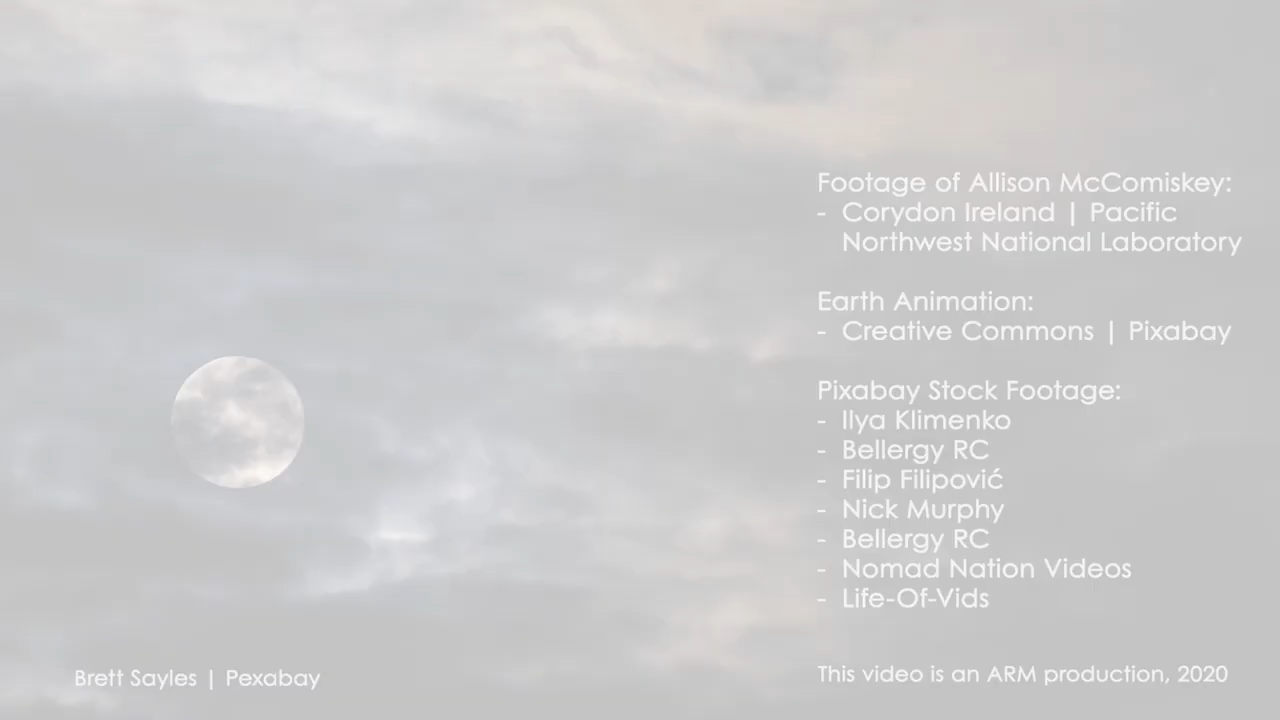 Footage of Allison McComiskey:
- Corydon Ireland | Pacific
Northwest National Laboratory
Earth Animation:
- Creative Commons | Pixabay
Pixabay Stock Footage:
- Ilya Klimenko
- Bellergy RC
- Filip Filipović
- Nick Murphy
- Bellergy RC
- Nomad Nation Videos
- Life-Of-Vids
Brett Sayles | Pexabay
This video is an ARM production, 2020